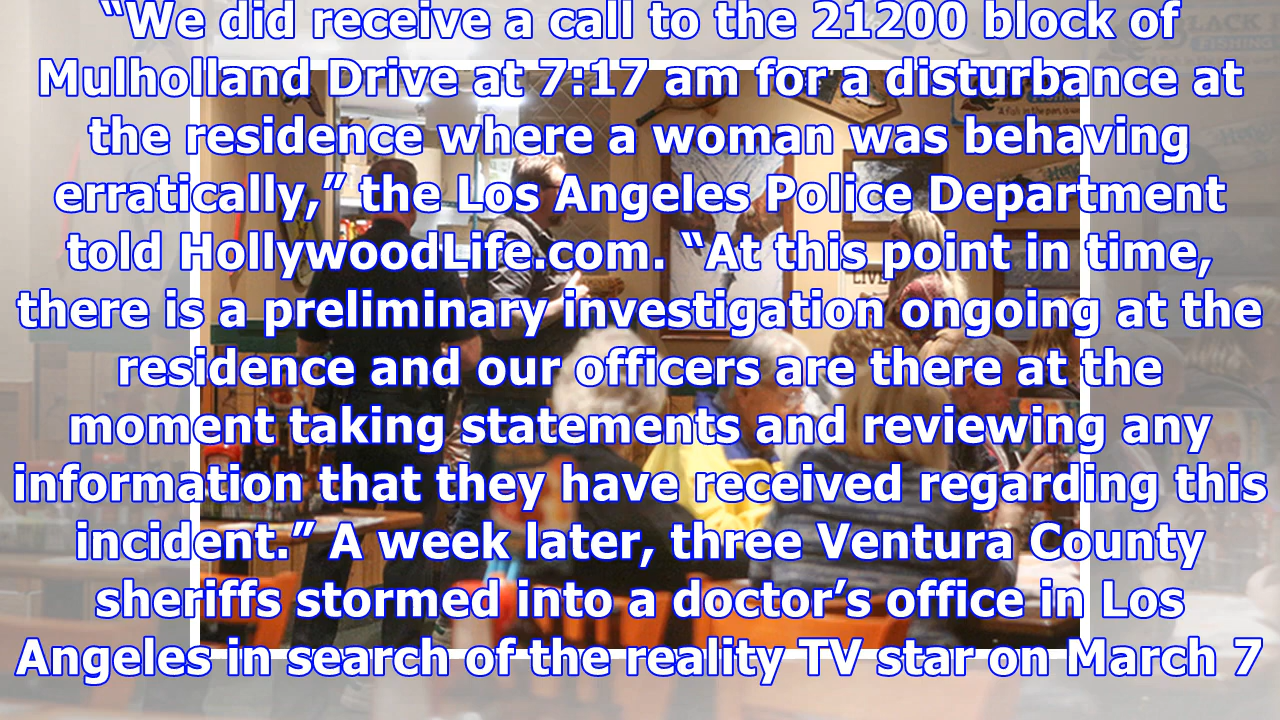 “We did receive a call to the 21200 block of
Mulholland Drive at 7:17 am for a disturbance at
the residence where a woman was behaving
erratically,” the Los Angeles Police Department
told HollywoodLife.com. “At this point in time,
there is a preliminary investigation ongoing at the
residence and our officers are there at the
moment taking statements and reviewing any
information that they have received regarding this
incident.” A week later, three Ventura County
sheriffs stormed into a doctor’s office in Los
Angeles in search of the reality TV star on March 7
LIVE